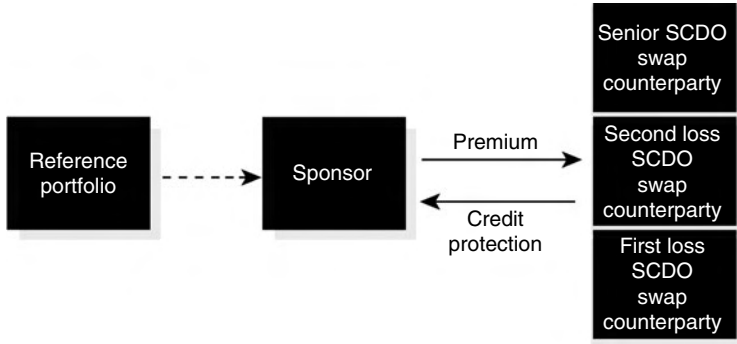 Reference
portfolio
Sponsor
Premium
Credit
protection
Senior SCDO
swap
counterparty
Second loss
SCDO
swap
counterparty
First loss
SCDO
swap
counterparty